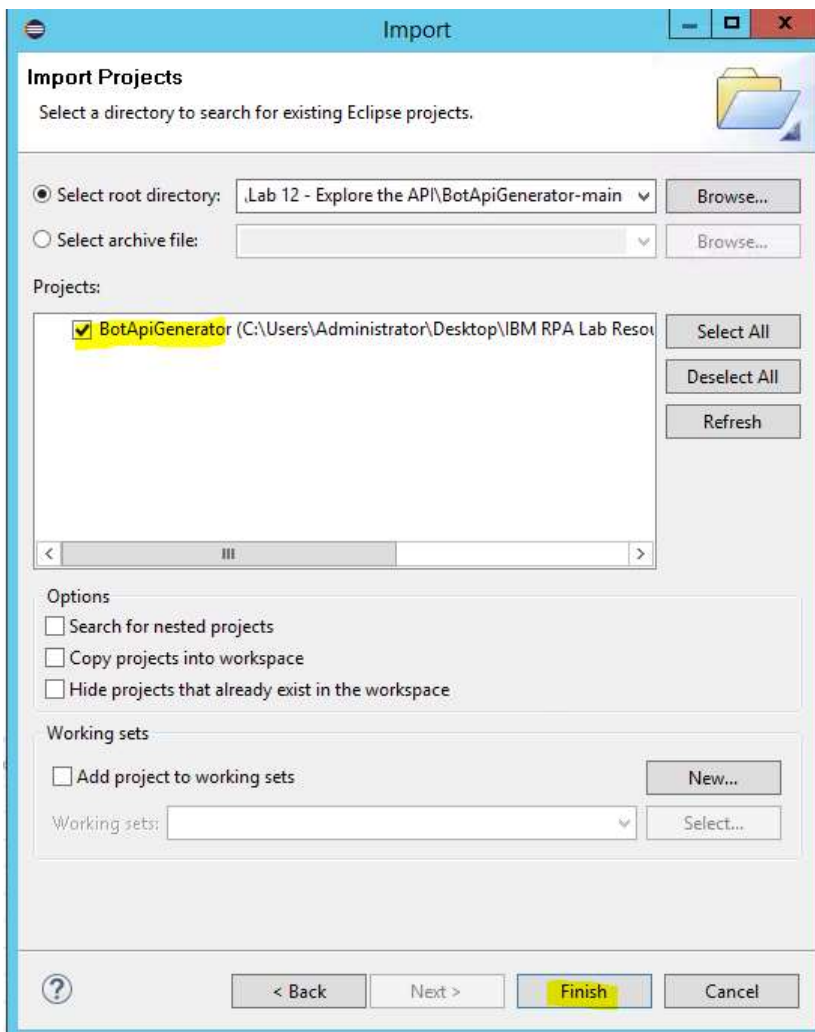 Import
x
Import Projects
Select a directory to search for existing Eclipse projects.
Select root directory: .Lab 12 - Explore the API\BotApiGenerator-main Browse...
Select archive file: Browse...
Projects:
BotApiGenerator (C:\Users\Administrator\Desktop\IBM RPA Lab Resou Select All
Deselect All
Refresh
Options
Search for nested projects
Copy projects into workspace
Hide projects that already exist in the workspace
Working sets
Add project to working sets New...
Working sets: Select...
? < Back Next > Finish Cancel